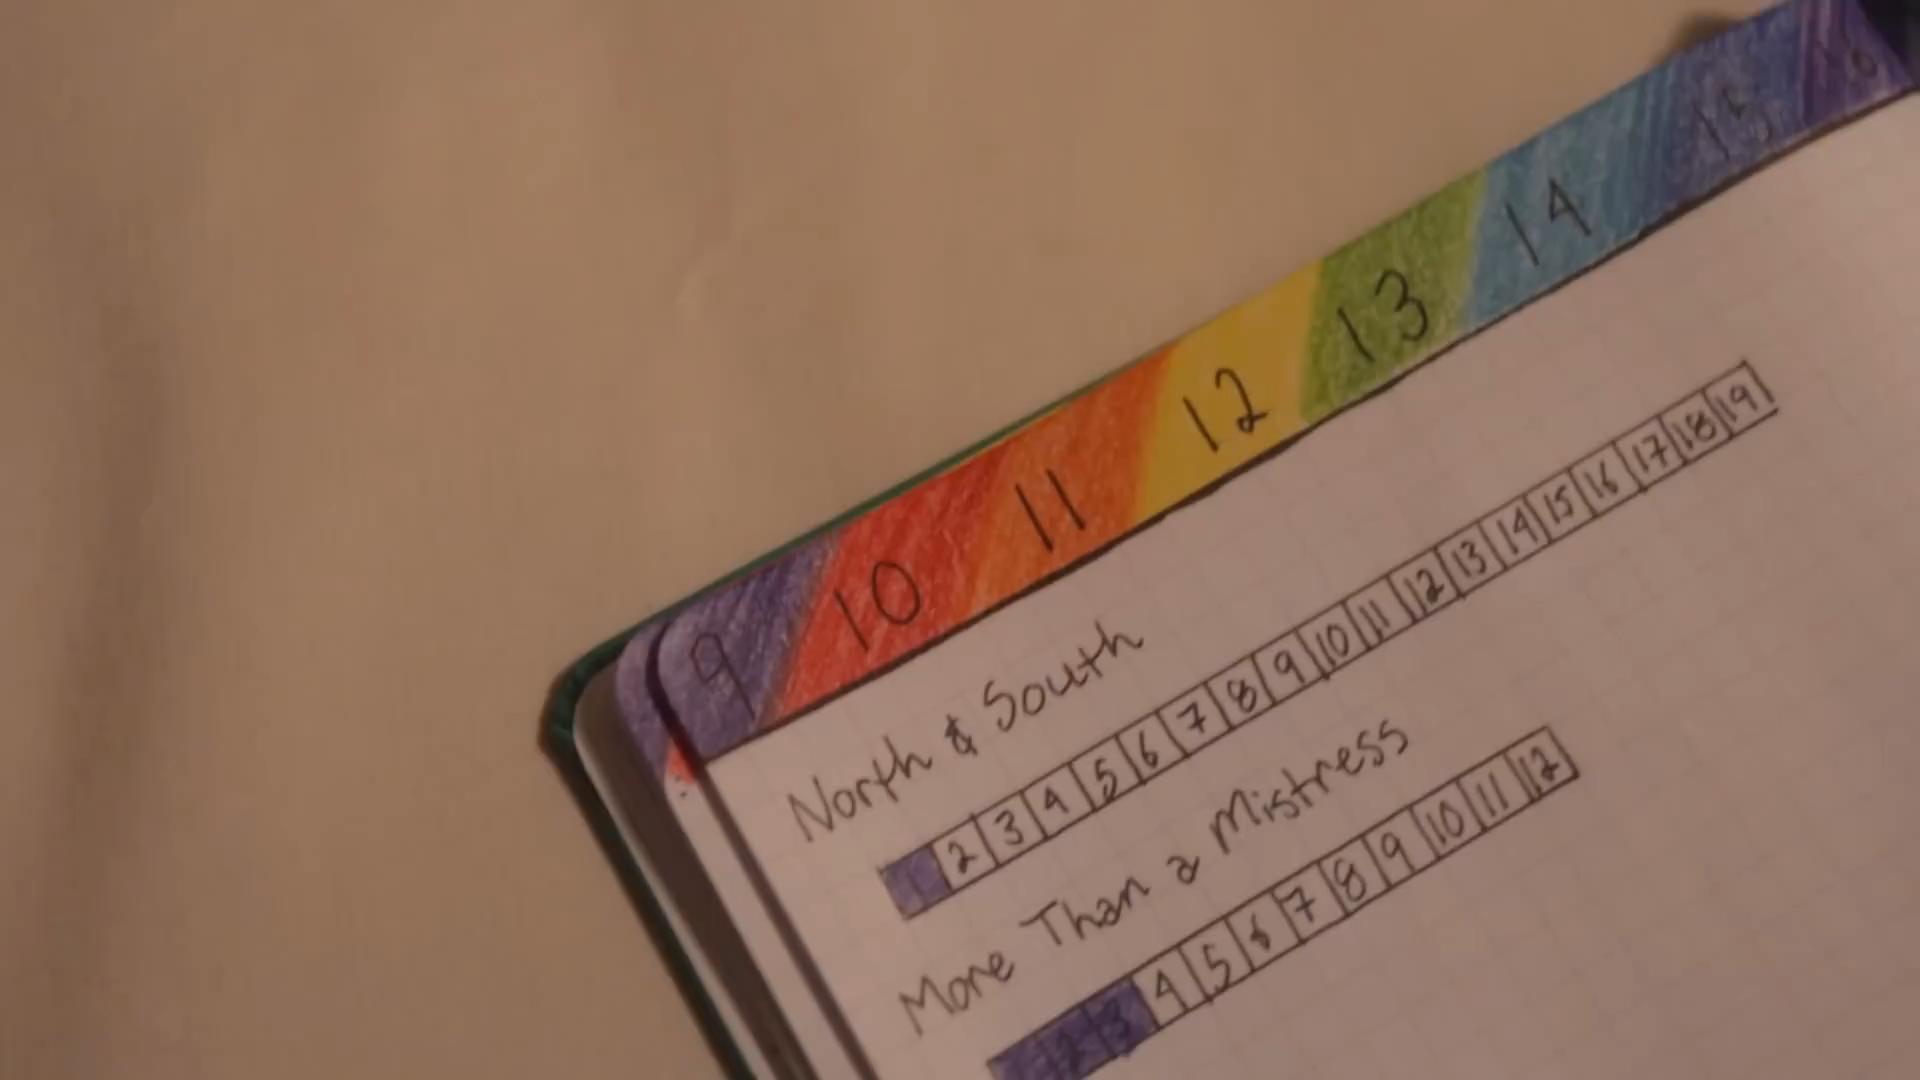 9 10 11 12 13 14 15 16
North & South
1 2 3 4 5 6 7 8 9 10 11 12 13 14 15 16 17 18 19
More Than a Mistress
2 3 4 5 6 7 8 9 10 11 12